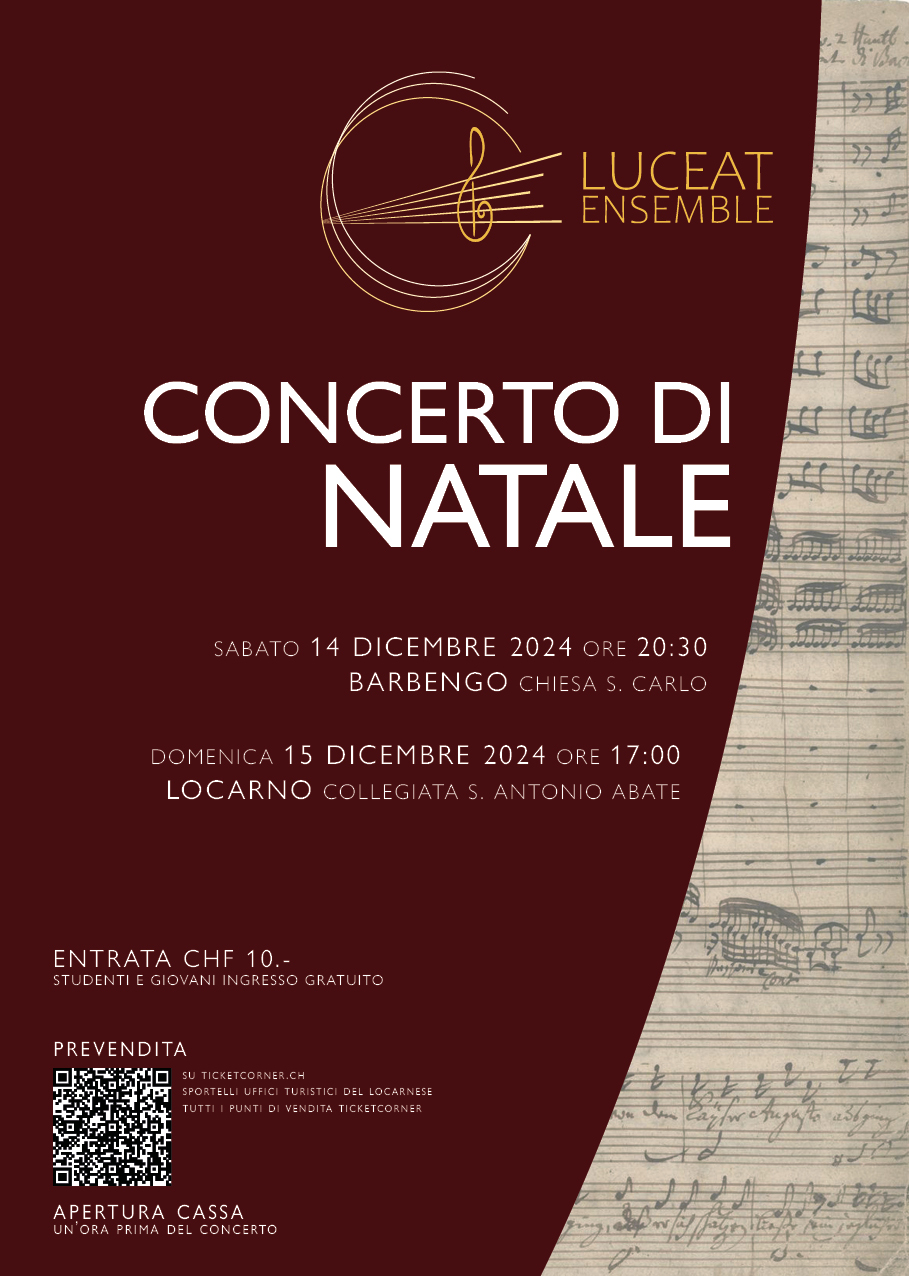 LUCEAT
ENSEMBLE
CONCERTO DI
NATALE
SABATO 14 DICEMBRE 2024 ORE 20:30
BARBENGO CHIESA S. CARLO
DOMENICA 15 DICEMBRE 2024 ORE 17:00
LOCARNO COLLEGIATA S. ANTONIO ABATE
ENTRATA CHF 10.-
STUDENTI E GIOVANI INGRESSO GRATUITO
PREVENDITA
SU TICKETCORNER.CH
SPORTELLI UFFICI TURISTICI DEL LOCARNESE
TUTTI I PUNTI DI VENDITA TICKETCORNER
APERTURA CASSA
UN'ORA PRIMA DEL CONCERTO